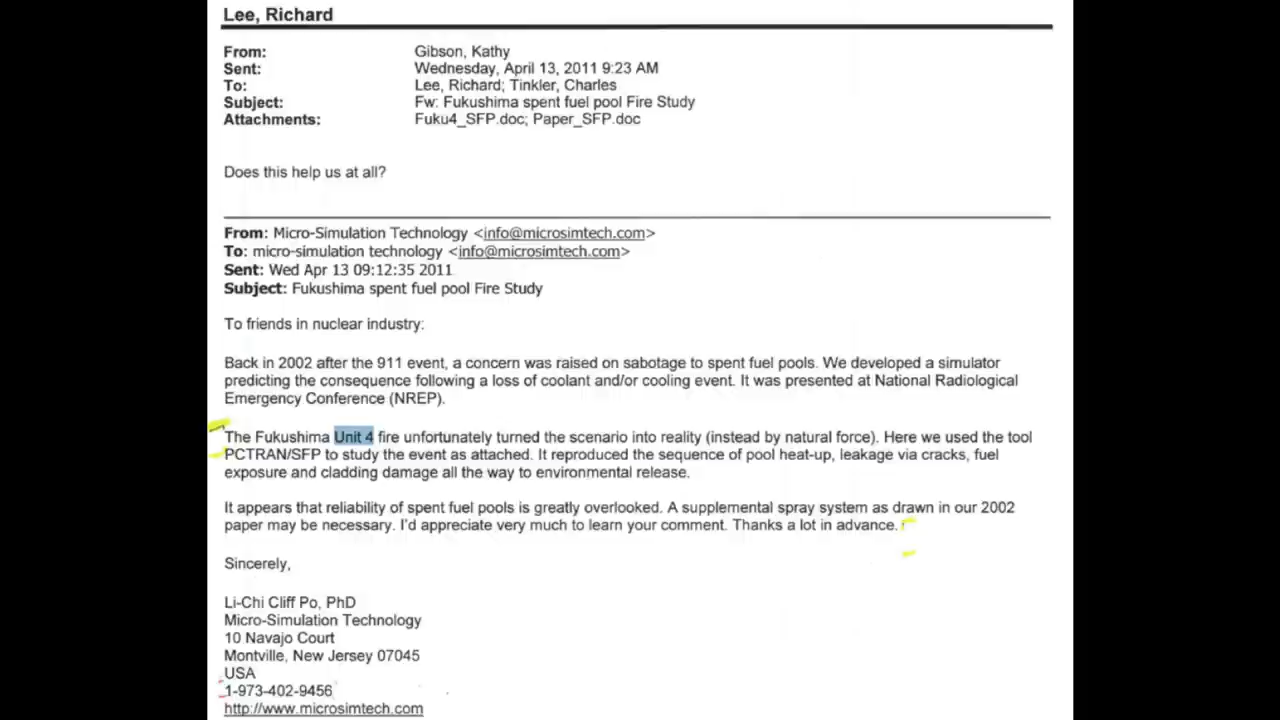 Lee, Richard
From: Gibson, Kathy
Sent: Wednesday, April 13, 2011 9:23 AM
To: Lee, Richard; Tinkler, Charles
Subject: Fw: Fukushima spent fuel pool Fire Study
Attachments: Fuku4_SFP.doc; Paper_SFP.doc
Does this help us at all?
From: Micro-Simulation Technology <info@microsimtech.com>
To: micro-simulation technology <info@microsimtech.com>
Sent: Wed Apr 13 09:12:35 2011
Subject: Fukushima spent fuel pool Fire Study
To friends in nuclear industry:
Back in 2002 after the 911 event, a concern was raised on sabotage to spent fuel pools. We developed a simulator
predicting the consequence following a loss of coolant and/or cooling event. It was presented at National Radiological
Emergency Conference (NREP).
The Fukushima Unit 4 fire unfortunately turned the scenario into reality (instead by natural force). Here we used the tool
PCTRAN/SFP to study the event as attached. It reproduced the sequence of pool heat-up, leakage via cracks, fuel
exposure and cladding damage all the way to environmental release.
It appears that reliability of spent fuel pools is greatly overlooked. A supplemental spray system as drawn in our 2002
paper may be necessary. I'd appreciate very much to learn your comment. Thanks a lot in advance.
Sincerely,
Li-Chi Cliff Po, PhD
Micro-Simulation Technology
10 Navajo Court
Montville, New Jersey 07045
USA
1-973-402-9456
http://www.microsimtech.com